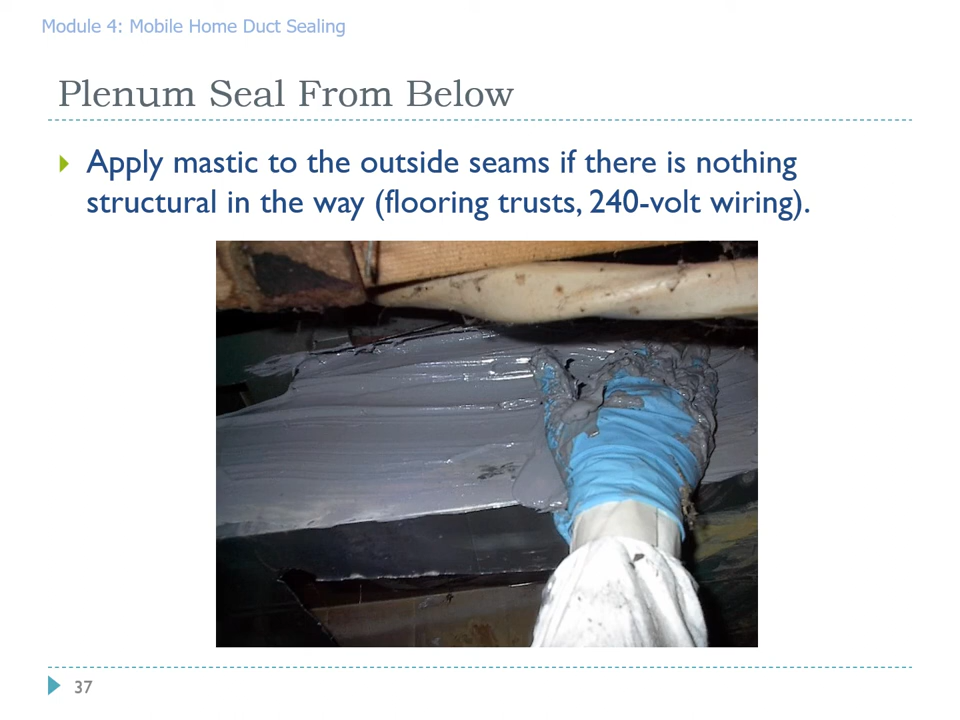 Module 4: Mobile Home Duct Sealing
Plenum Seal From Below
Apply mastic to the outside seams if there is nothing
structural in the way (flooring trusts, 240-volt wiring).
37